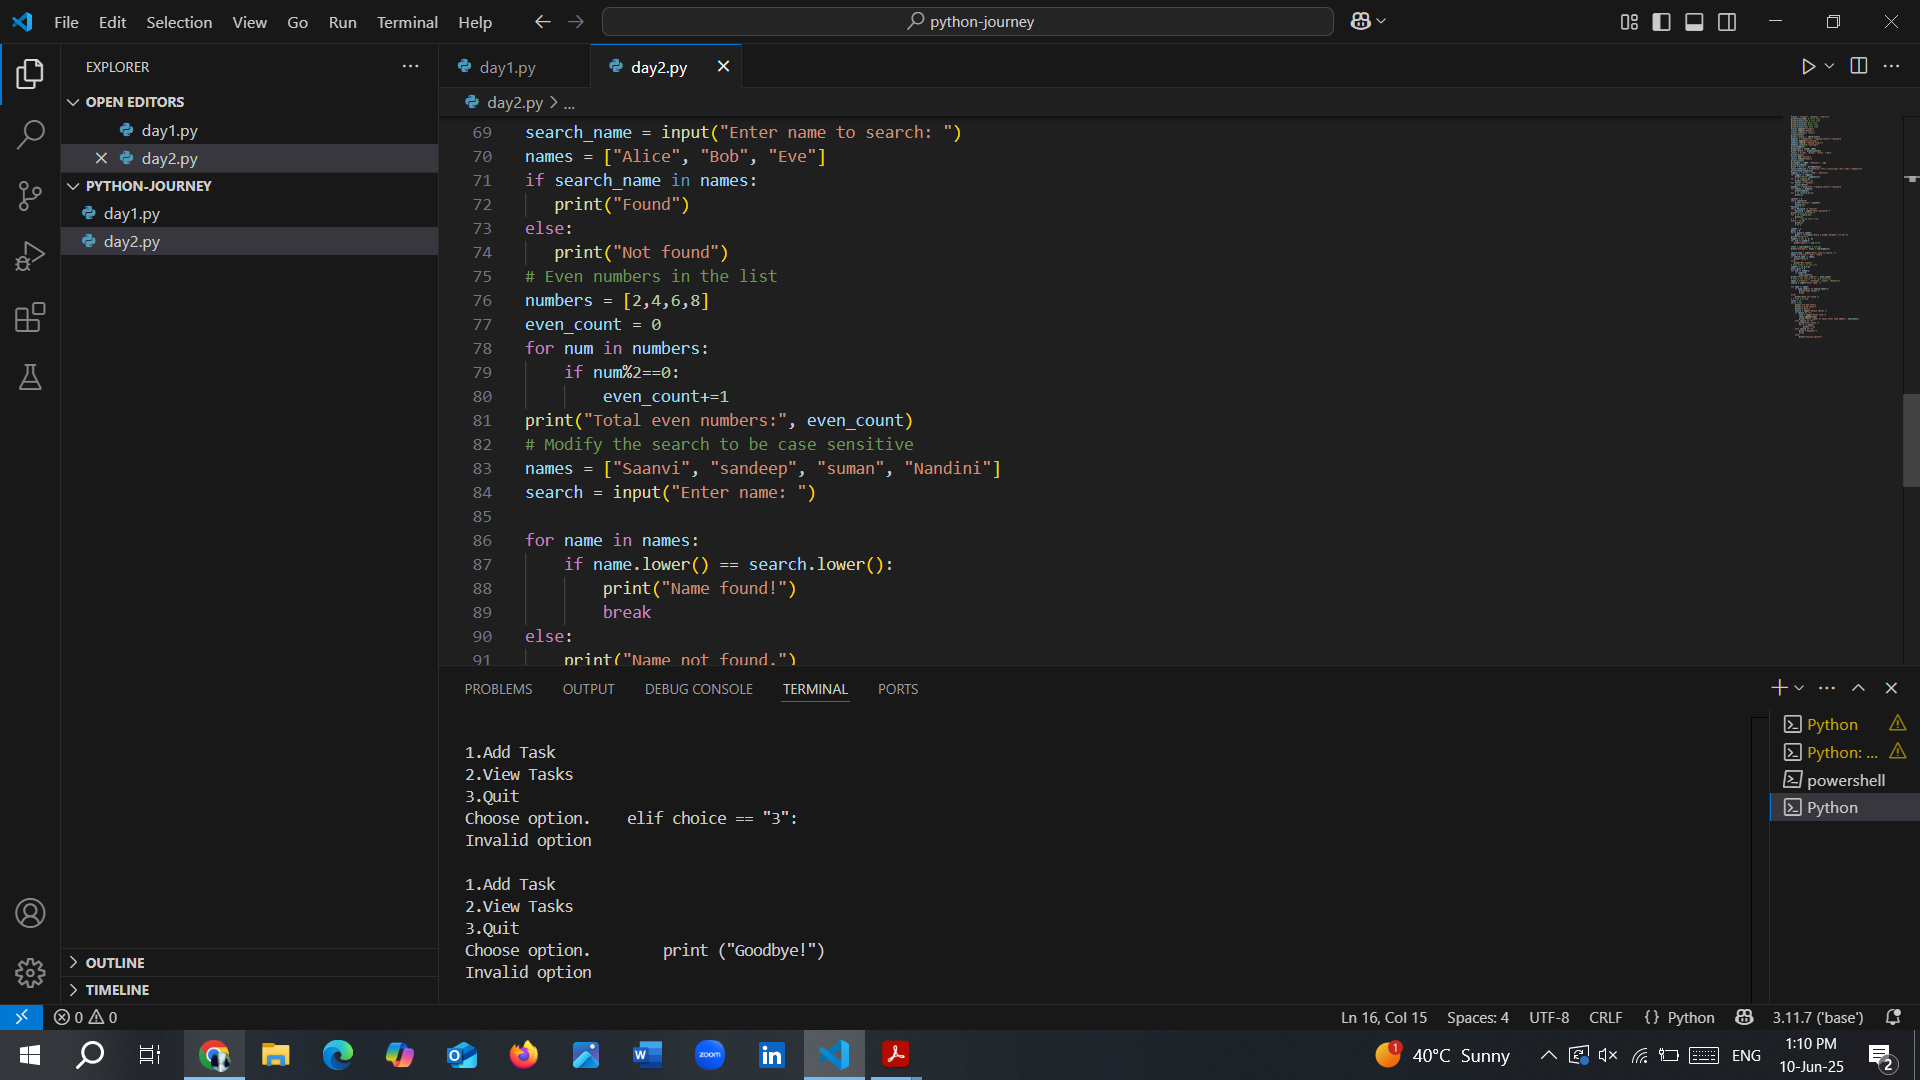 File Edit Selection View Go Run Terminal Help
python-journey
EXPLORER
OPEN EDITORS
day1.py
day2.py
PYTHON-JOURNEY
day1.py
day2.py
OUTLINE
TIMELINE
day1.py day2.py
day2.py > ...
69 search_name = input("Enter name to search: ")
70 names = ["Alice", "Bob", "Eve"]
71 if search_name in names:
72 print("Found")
73 else:
74 print("Not found")
75 # Even numbers in the list
76 numbers = [2,4,6,8]
77 even_count = 0
78 for num in numbers:
79 if num%2==0:
80 even_count+=1
81 print("Total even numbers:", even_count)
82 # Modify the search to be case sensitive
83 names = ["Saanvi", "sandeep", "suman", "Nandini"]
84 search = input("Enter name: ")
85
86 for name in names:
87 if name.lower() == search.lower():
88 print("Name found!")
89 break
90 else:
91 print("Name not found.")
PROBLEMS OUTPUT DEBUG CONSOLE TERMINAL PORTS
1.Add Task
2.View Tasks
3.Quit
Choose option.    elif choice == "3":
Invalid option
1.Add Task
2.View Tasks
3.Quit
Choose option.        print ("Goodbye!")
Invalid option
Python
Python: ...
powershell
Python
0 0
Ln 16, Col 15 Spaces: 4 UTF-8 CRLF {} Python 3.11.7 ('base')
zoom
1
40°C Sunny
ENG
1:10 PM
10-Jun-25
2